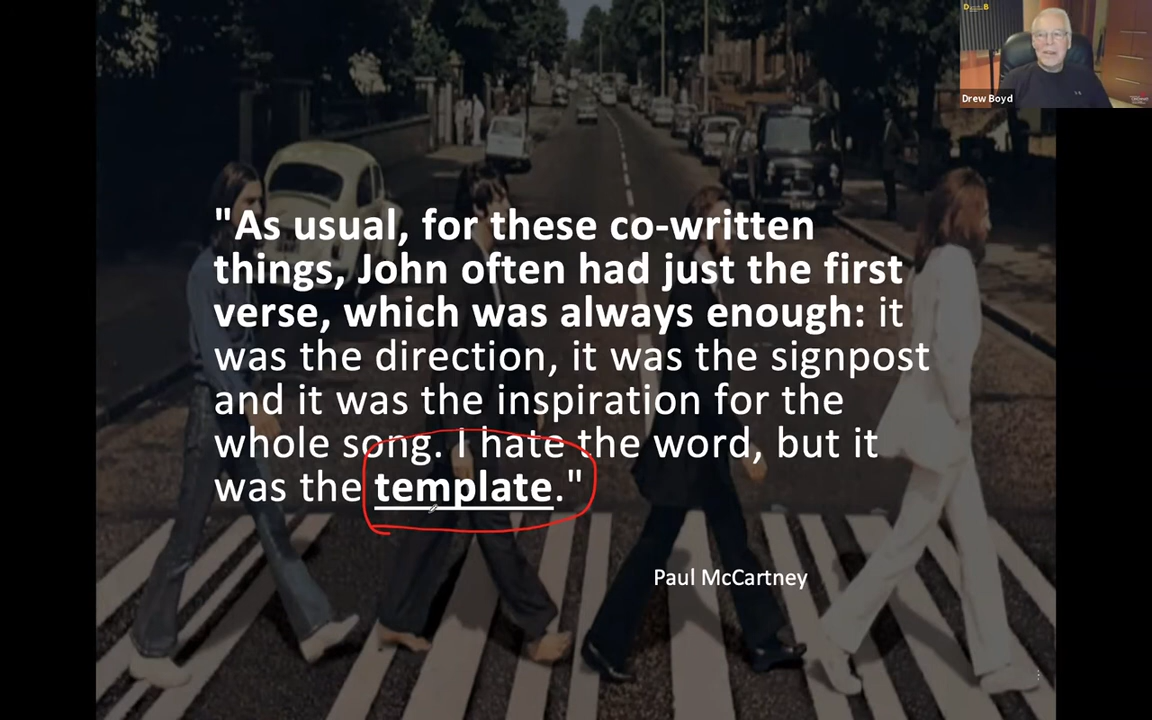 D B
Drew Boyd
"As usual, for these co-written
things, John often had just the first
verse, which was always enough: it
was the direction, it was the signpost
and it was the inspiration for the
whole song. I hate the word, but it
was the template."
Paul McCartney